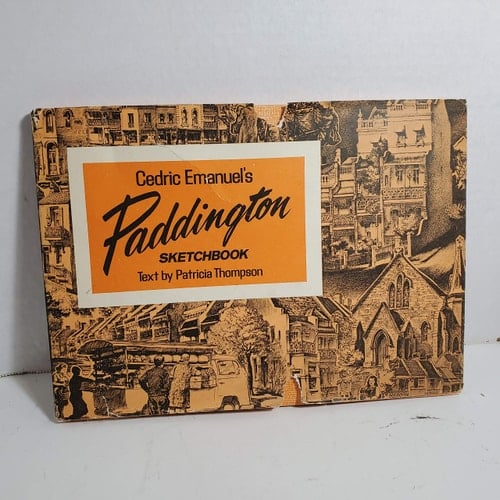 Cedric Emanuel's
Paddington
SKETCHBOOK
Text by Patricia Thompson